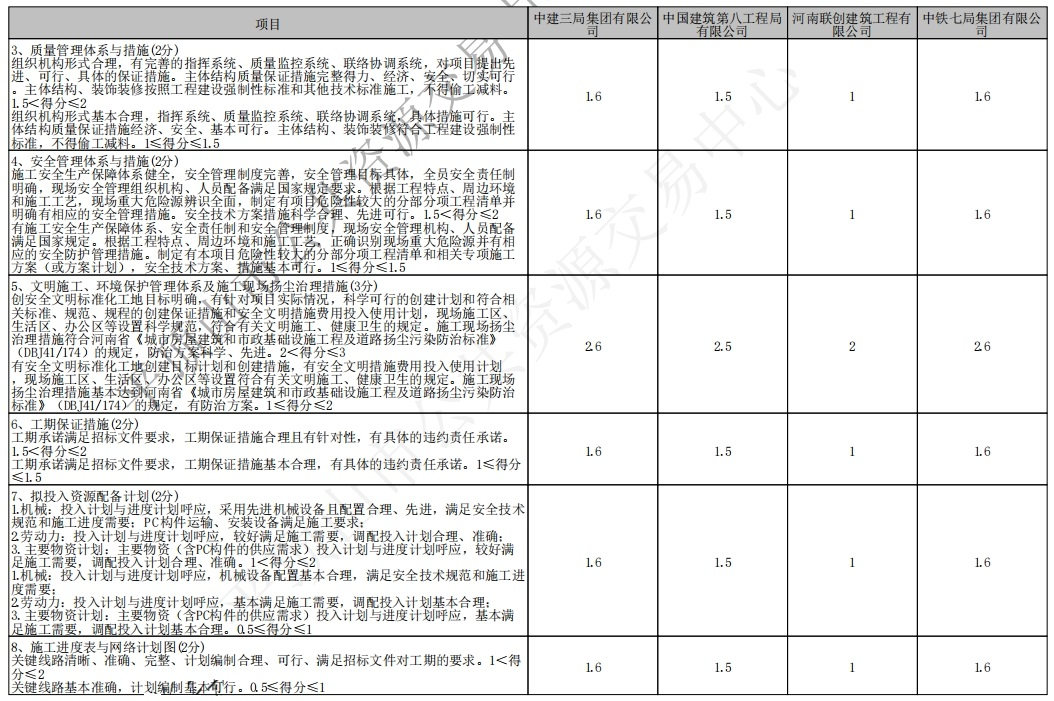 项目
中建三局集团有限公
司
中国建筑第八工程局
有限公司
河南联创建筑工程有
限公司
中铁七局集团有限公
司
3、质量管理体系与措施(2分)
组织机构形式合理，有完善的指挥系统、质量监控系统、联络协调系统，对项目提出先
进、可行、具体的保证措施。主体结构质量保证措施完整得力、经济、安全、切实可行
。主体结构、装饰装修按照工程建设强制性标准和其他技术标准施工，不得偷工减料。
1.5<得分≤2
组织机构形式基本合理，指挥系统、质量监控系统、联络协调系统，具体措施可行。主
体结构质量保证措施经济、安全、基本可行。主体结构、装饰装修符合工程建设强制性
标准，不得偷工减料。1≤得分≤1.5
1.6
1.5
1
1.6
4、安全管理体系与措施(2分)
施工安全生产保障体系健全，安全管理制度完善，安全管理目标具体，全员安全责任制
明确，现场安全管理组织机构、人员配备满足国家规定要求。根据工程特点、周边环境
和施工工艺，现场重大危险源辨识全面，制定有项目危险性较大的分部分项工程清单并
明确有相应的安全管理措施。安全技术方案措施科学合理、先进可行。1.5<得分≤2
有施工安全生产保障体系、安全责任制和安全管理制度，现场安全管理机构、人员配备
满足国家规定。根据工程特点、周边环境和施工工艺，正确识别现场重大危险源并有相
应的安全防护管理措施。制定有本项目危险性较大的分部分项工程清单和相关专项施工
方案（或方案计划），安全技术方案、措施基本可行。1≤得分≤1.5
1.6
1.5
1
1.6
5、文明施工、环境保护管理体系及施工现场扬尘治理措施(3分)
创安全文明标准化工地目标明确，有针对项目实际情况，科学可行的创建计划和符合相
关标准、规范、规程的创建保证措施和安全文明措施费用投入使用计划，现场施工区、
生活区、办公区等设置科学规范，符合有关文明施工、健康卫生的规定。施工现场扬尘
治理措施符合河南省《城市房屋建筑和市政基础设施工程及道路扬尘污染防治标准》
（DBJ41/174）的规定，防治方案科学、先进。2<得分≤3
有安全文明标准化工地创建目标计划和创建措施，有安全文明措施费用投入使用计划
，现场施工区、生活区、办公区等设置符合有关文明施工、健康卫生的规定。施工现场
扬尘治理措施基本达到河南省《城市房屋建筑和市政基础设施工程及道路扬尘污染防治
标准》（DBJ41/174）的规定，有防治方案。1≤得分≤2
2.6
2.5
2
2.6
6、工期保证措施(2分)
工期承诺满足招标文件要求，工期保证措施合理且有针对性，有具体的违约责任承诺。
1.5<得分≤2
工期承诺满足招标文件要求，工期保证措施基本合理，有具体的违约责任承诺。1≤得分
≤1.5
1.6
1.5
1
1.6
7、拟投入资源配备计划(2分)
1.机械：投入计划与进度计划呼应，采用先进机械设备且配置合理、先进，满足安全技术
规范和施工进度需要；PC构件运输、安装设备满足施工要求；
2.劳动力：投入计划与进度计划呼应，较好满足施工需要，调配投入计划合理、准确；
3.主要物资计划：主要物资（含PC构件的供应需求）投入计划与进度计划呼应，较好满
足施工需要，调配投入计划合理、准确。1<得分≤2
1.机械：投入计划与进度计划呼应，机械设备配置基本合理，满足安全技术规范和施工进
度需要；
2.劳动力：投入计划与进度计划呼应，基本满足施工需要，调配投入计划基本合理；
3.主要物资计划：主要物资（含PC构件的供应需求）投入计划与进度计划呼应，基本满
足施工需要，调配投入计划基本合理。0.5≤得分≤1
1.6
1.5
1
1.6
8、施工进度表与网络计划图(2分)
关键线路清晰、准确、完整、计划编制合理、可行、满足招标文件对工期的要求。1<得
分≤2
关键线路基本准确，计划编制基本可行。0.5≤得分≤1
1.6
1.5
1
1.6